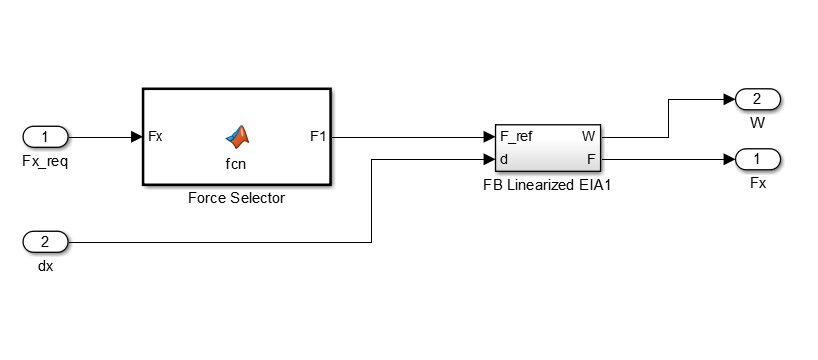 2
W
1
Fx_req
Fx
fcn
F1
Force Selector
F_ref
d
W
F
FB Linearized EIA1
1
Fx
2
dx